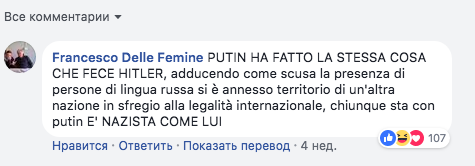 Все комментарии
Francesco Delle Femine PUTIN HA FATTO LA STESSA COSA
CHE FECE HITLER, adducendo come scusa la presenza di
persone di lingua russa si è annesso territorio di un'altra
nazione in sfregio alla legalità internazionale, chiunque sta con
putin E' NAZISTA COME LUI
107
Нравится · Ответить · Показать перевод · 4 нед.